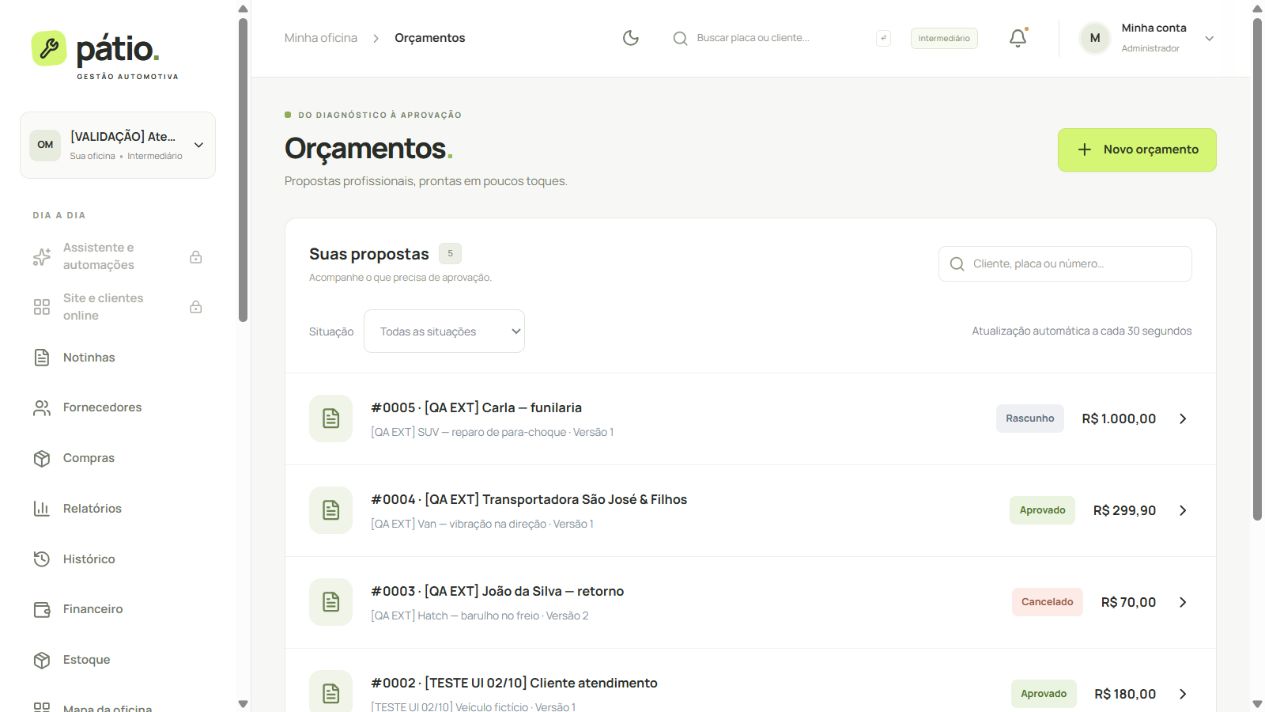 pátio.
GESTÃO AUTOMOTIVA
OM
[VALIDAÇÃO] Ate...
Sua oficina • Intermediário
DIA A DIA
Assistente e
automações
Site e clientes
online
Notinhas
Fornecedores
Compras
Relatórios
Histórico
Financeiro
Estoque
Mapa da oficina
Minha oficina > Orçamentos
Buscar placa ou cliente...
Intermediário
M
Minha conta
Administrador
DO DIAGNÓSTICO À APROVAÇÃO
Orçamentos.
Propostas profissionais, prontas em poucos toques.
+ Novo orçamento
Suas propostas 5
Acompanhe o que precisa de aprovação.
Cliente, placa ou número...
Situação Todas as situações
Atualização automática a cada 30 segundos
#0005 · [QA EXT] Carla — funilaria
[QA EXT] SUV — reparo de para-choque · Versão 1
Rascunho R$ 1.000,00
#0004 · [QA EXT] Transportadora São José & Filhos
[QA EXT] Van — vibração na direção · Versão 1
Aprovado R$ 299,90
#0003 · [QA EXT] João da Silva — retorno
[QA EXT] Hatch — barulho no freio · Versão 2
Cancelado R$ 70,00
#0002 · [TESTE UI 02/10] Cliente atendimento
[TESTE UI 02/10] Veículo fictício · Versão 1
Aprovado R$ 180,00